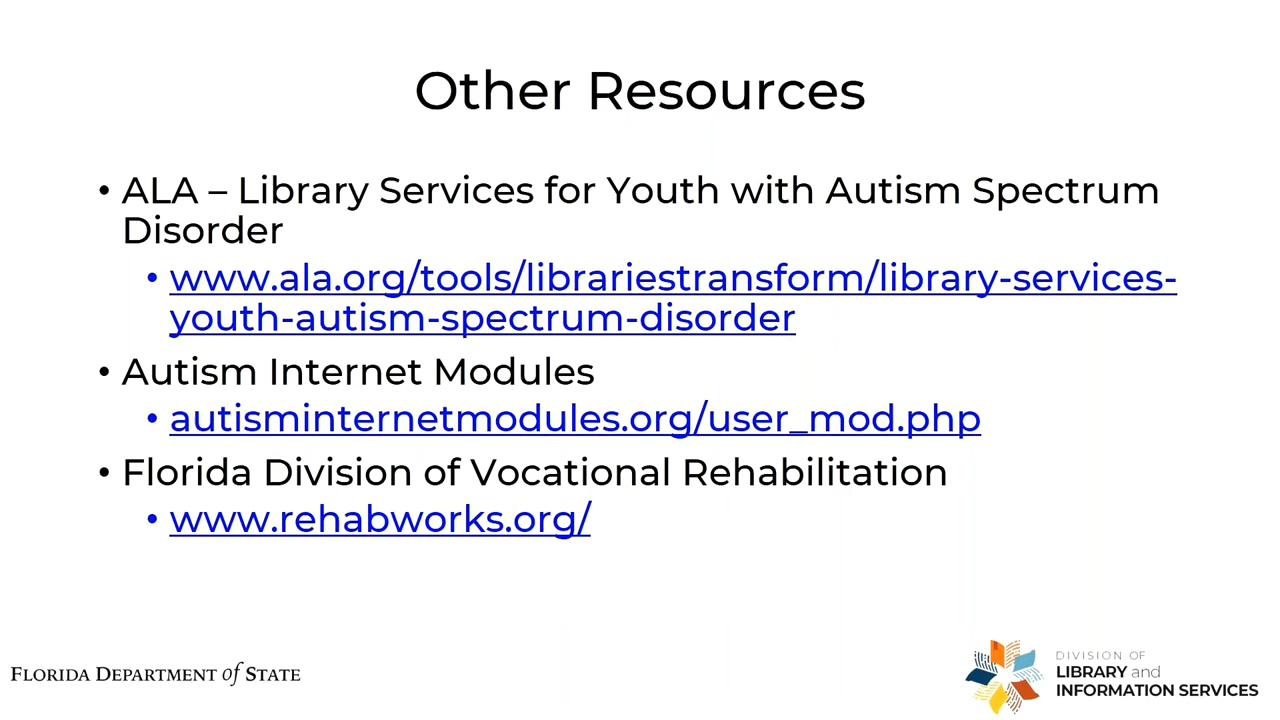 Other Resources
• ALA – Library Services for Youth with Autism Spectrum
Disorder
• www.ala.org/tools/librariestransform/library-services-
youth-autism-spectrum-disorder
• Autism Internet Modules
• autisminternetmodules.org/user_mod.php
• Florida Division of Vocational Rehabilitation
• www.rehabworks.org/
FLORIDA DEPARTMENT of STATE
DIVISION OF
LIBRARY and
INFORMATION SERVICES